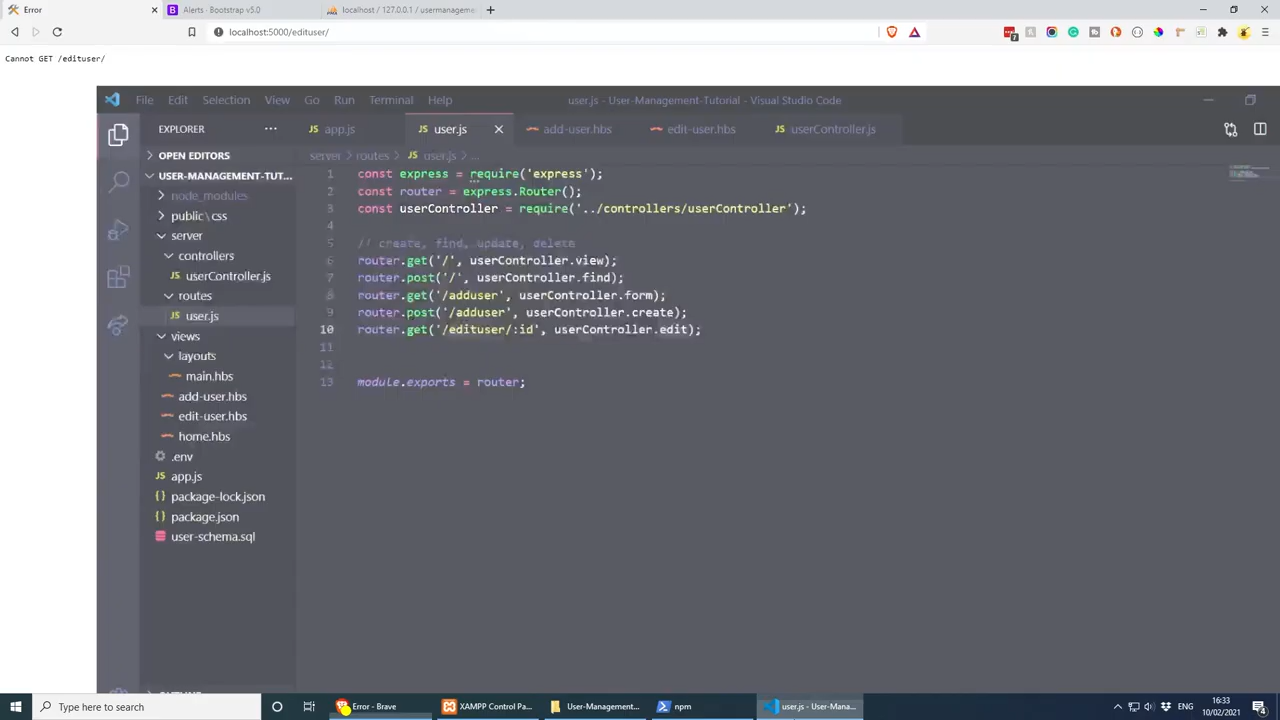 Error
Alerts · Bootstrap v5.0
localhost / 127.0.0.1 / usermanageme
localhost:5000/edituser/
Cannot GET /edituser/
File Edit Selection View Go Run Terminal Help
user.js - User-Management-Tutorial - Visual Studio Code
EXPLORER
JS app.js
JS user.js
add-user.hbs
edit-user.hbs
JS userController.js
OPEN EDITORS
server > routes > JS user.js > ...
USER-MANAGEMENT-TUT...
node_modules
public \ css
server
controllers
JS userController.js
routes
JS user.js
views
layouts
main.hbs
add-user.hbs
edit-user.hbs
home.hbs
.env
JS app.js
{} package-lock.json
{} package.json
user-schema.sql
1 const express = require('express');
2 const router = express.Router();
3 const userController = require('../controllers/userController');
4
5 // create, find, update, delete
6 router.get('/', userController.view);
7 router.post('/', userController.find);
8 router.get('/adduser', userController.form);
9 router.post('/adduser', userController.create);
10 router.get('/edituser/:id', userController.edit);
11
12
13 module.exports = router;
Type here to search
Error - Brave
XAMPP Control Pa...
User-Management...
npm
user.js - User-Mana...
ENG
16:33
10/02/2021